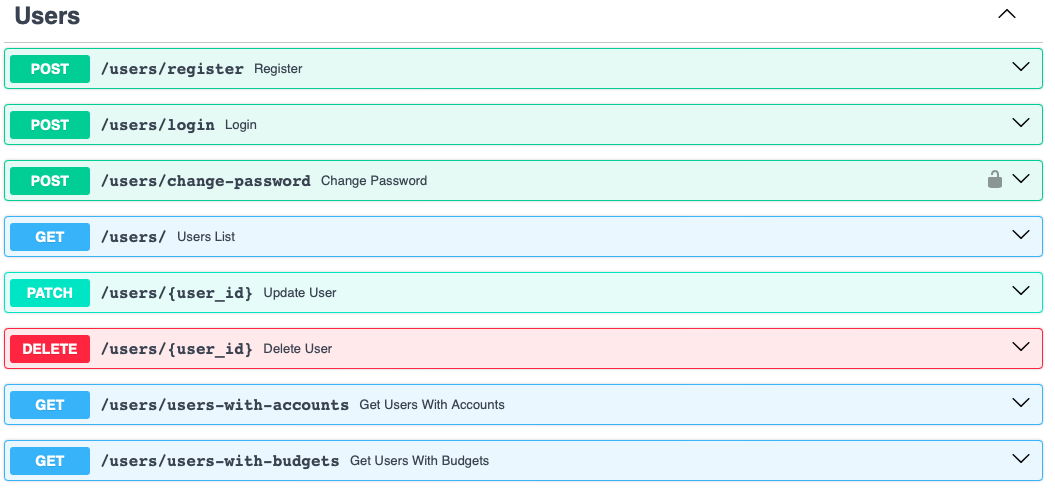 Users
POST /users/register Register
POST /users/login Login
POST /users/change-password Change Password
GET /users/ Users List
PATCH /users/{user_id} Update User
DELETE /users/{user_id} Delete User
GET /users/users-with-accounts Get Users With Accounts
GET /users/users-with-budgets Get Users With Budgets